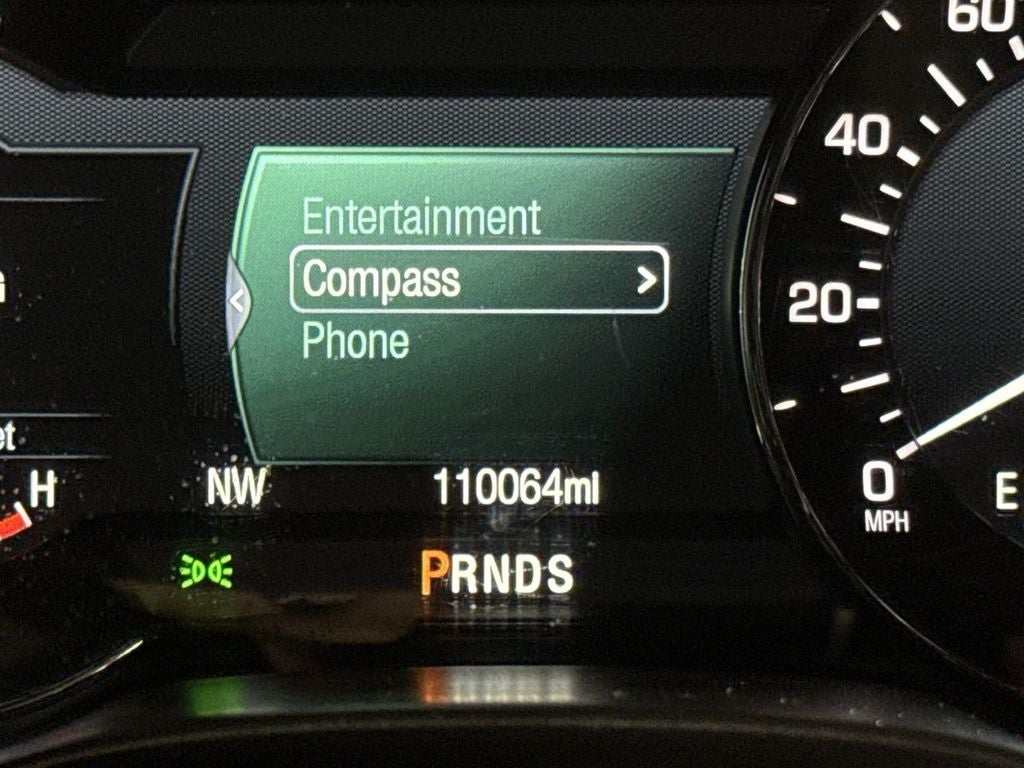 60
40
Entertainment
Compass >
20
<
Phone
H
NW
110064mi
0
MPH
E
PRNDS